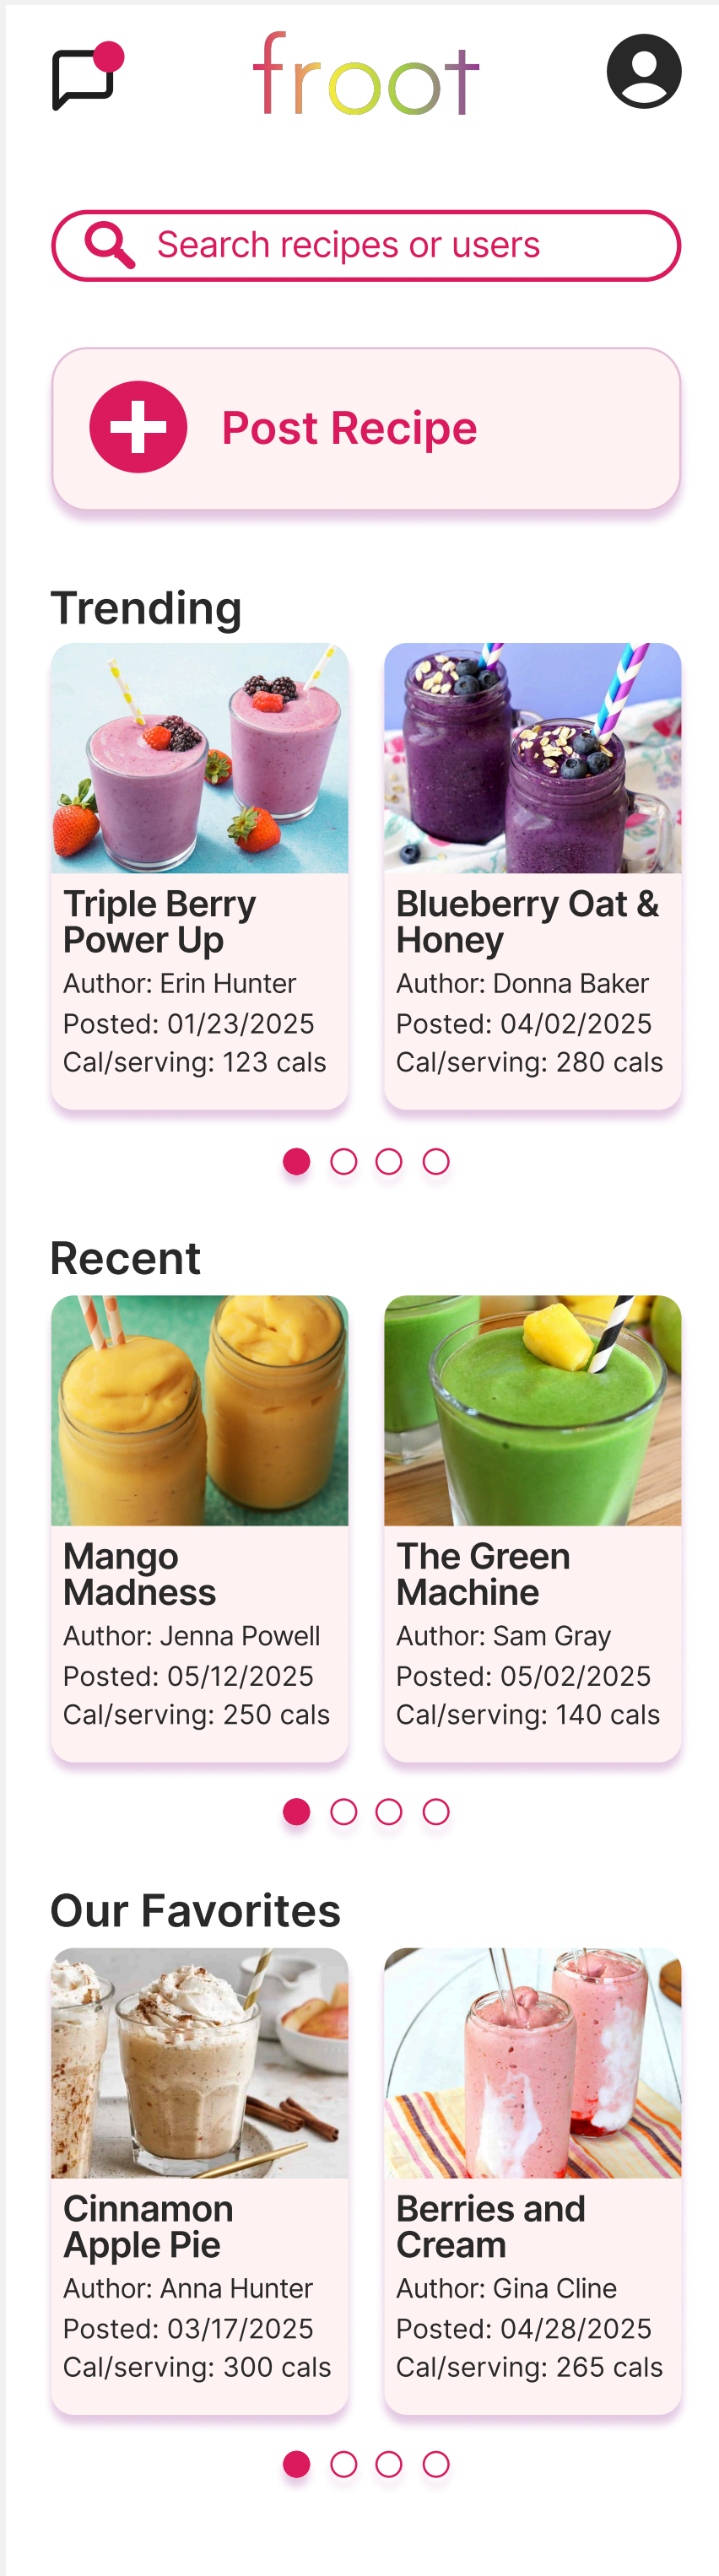 froot
Search recipes or users
Post Recipe
Trending
Triple Berry
Power Up
Author: Erin Hunter
Posted: 01/23/2025
Cal/serving: 123 cals
Blueberry Oat &
Honey
Author: Donna Baker
Posted: 04/02/2025
Cal/serving: 280 cals
Recent
Mango
Madness
Author: Jenna Powell
Posted: 05/12/2025
Cal/serving: 250 cals
The Green
Machine
Author: Sam Gray
Posted: 05/02/2025
Cal/serving: 140 cals
Our Favorites
Cinnamon
Apple Pie
Author: Anna Hunter
Posted: 03/17/2025
Cal/serving: 300 cals
Berries and
Cream
Author: Gina Cline
Posted: 04/28/2025
Cal/serving: 265 cals